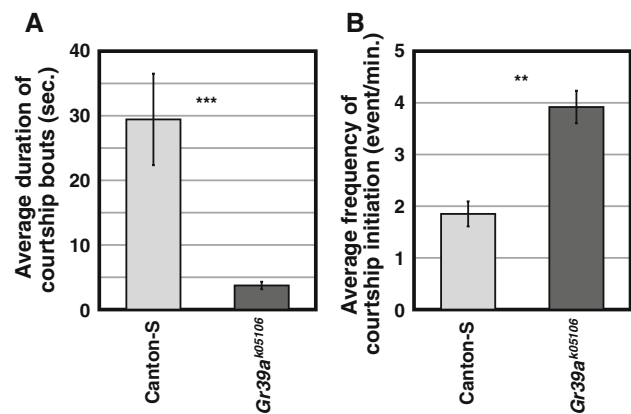 A
Average duration of
courtship bouts (sec.)
40
30
20
10
0
***
Canton-S
Gr39a^k05106
B
Average frequency of
courtship initiation (event/min.)
5
4
3
2
1
0
**
Canton-S
Gr39a^k05106